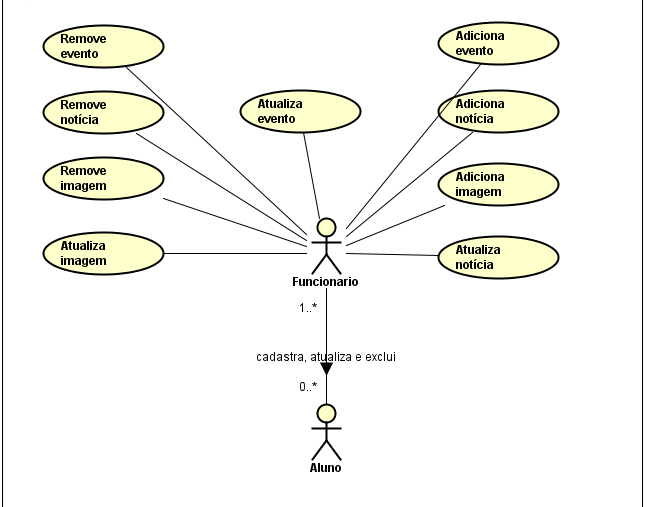 Remove
evento
Adiciona
evento
Remove
notícia
Atualiza
evento
Adiciona
notícia
Remove
imagem
Adiciona
imagem
Atualiza
imagem
Atualiza
notícia
Funcionario
1..*
cadastra, atualiza e exclui
0..*
Aluno